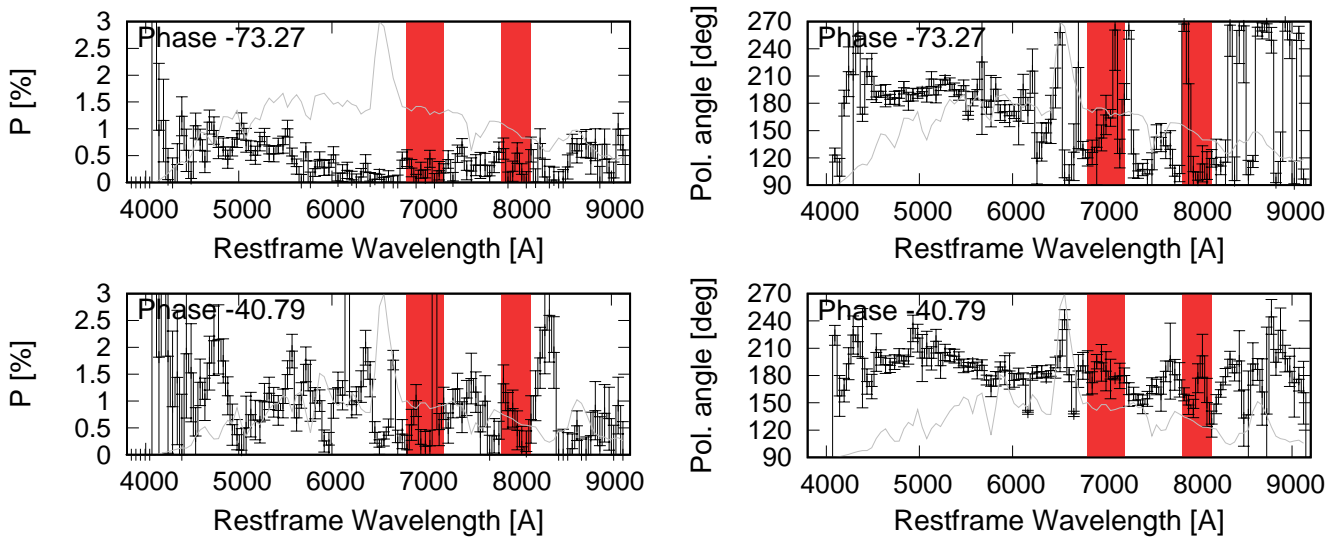 P [%]
3
2.5
2
1.5
1
0.5
0
Phase -73.27
4000 5000 6000 7000 8000 9000
Restframe Wavelength [A]
Pol. angle [deg]
270
240
210
180
150
120
90
Phase -73.27
4000 5000 6000 7000 8000 9000
Restframe Wavelength [A]
P [%]
3
2.5
2
1.5
1
0.5
0
Phase -40.79
4000 5000 6000 7000 8000 9000
Restframe Wavelength [A]
Pol. angle [deg]
270
240
210
180
150
120
90
Phase -40.79
4000 5000 6000 7000 8000 9000
Restframe Wavelength [A]